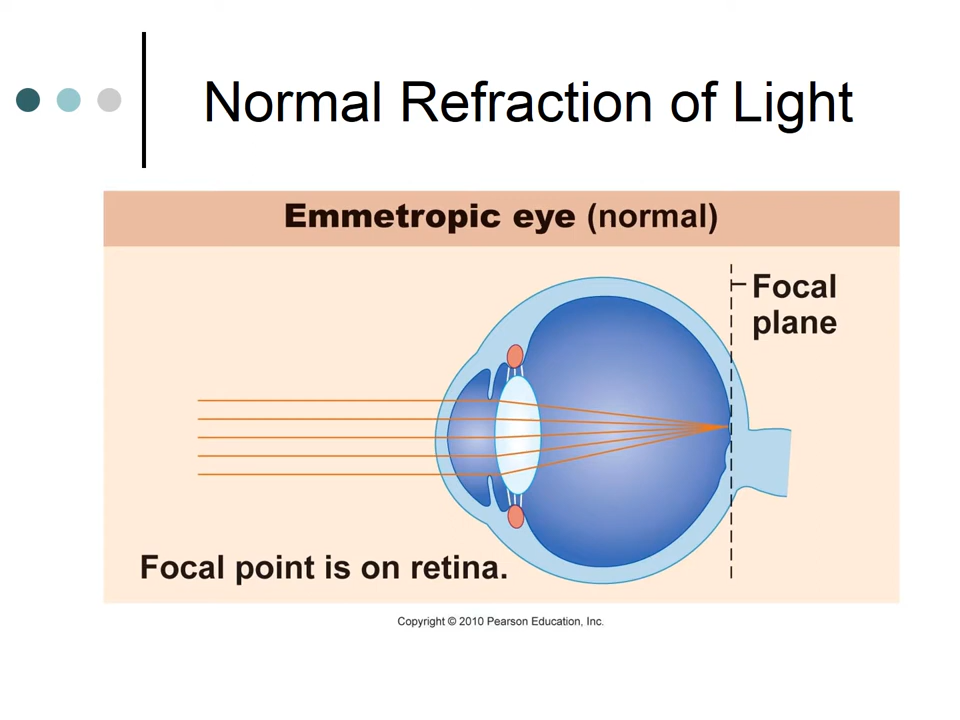 Normal Refraction of Light
Emmetropic eye (normal)
Focal
plane
Focal point is on retina.
Copyright © 2010 Pearson Education, Inc.